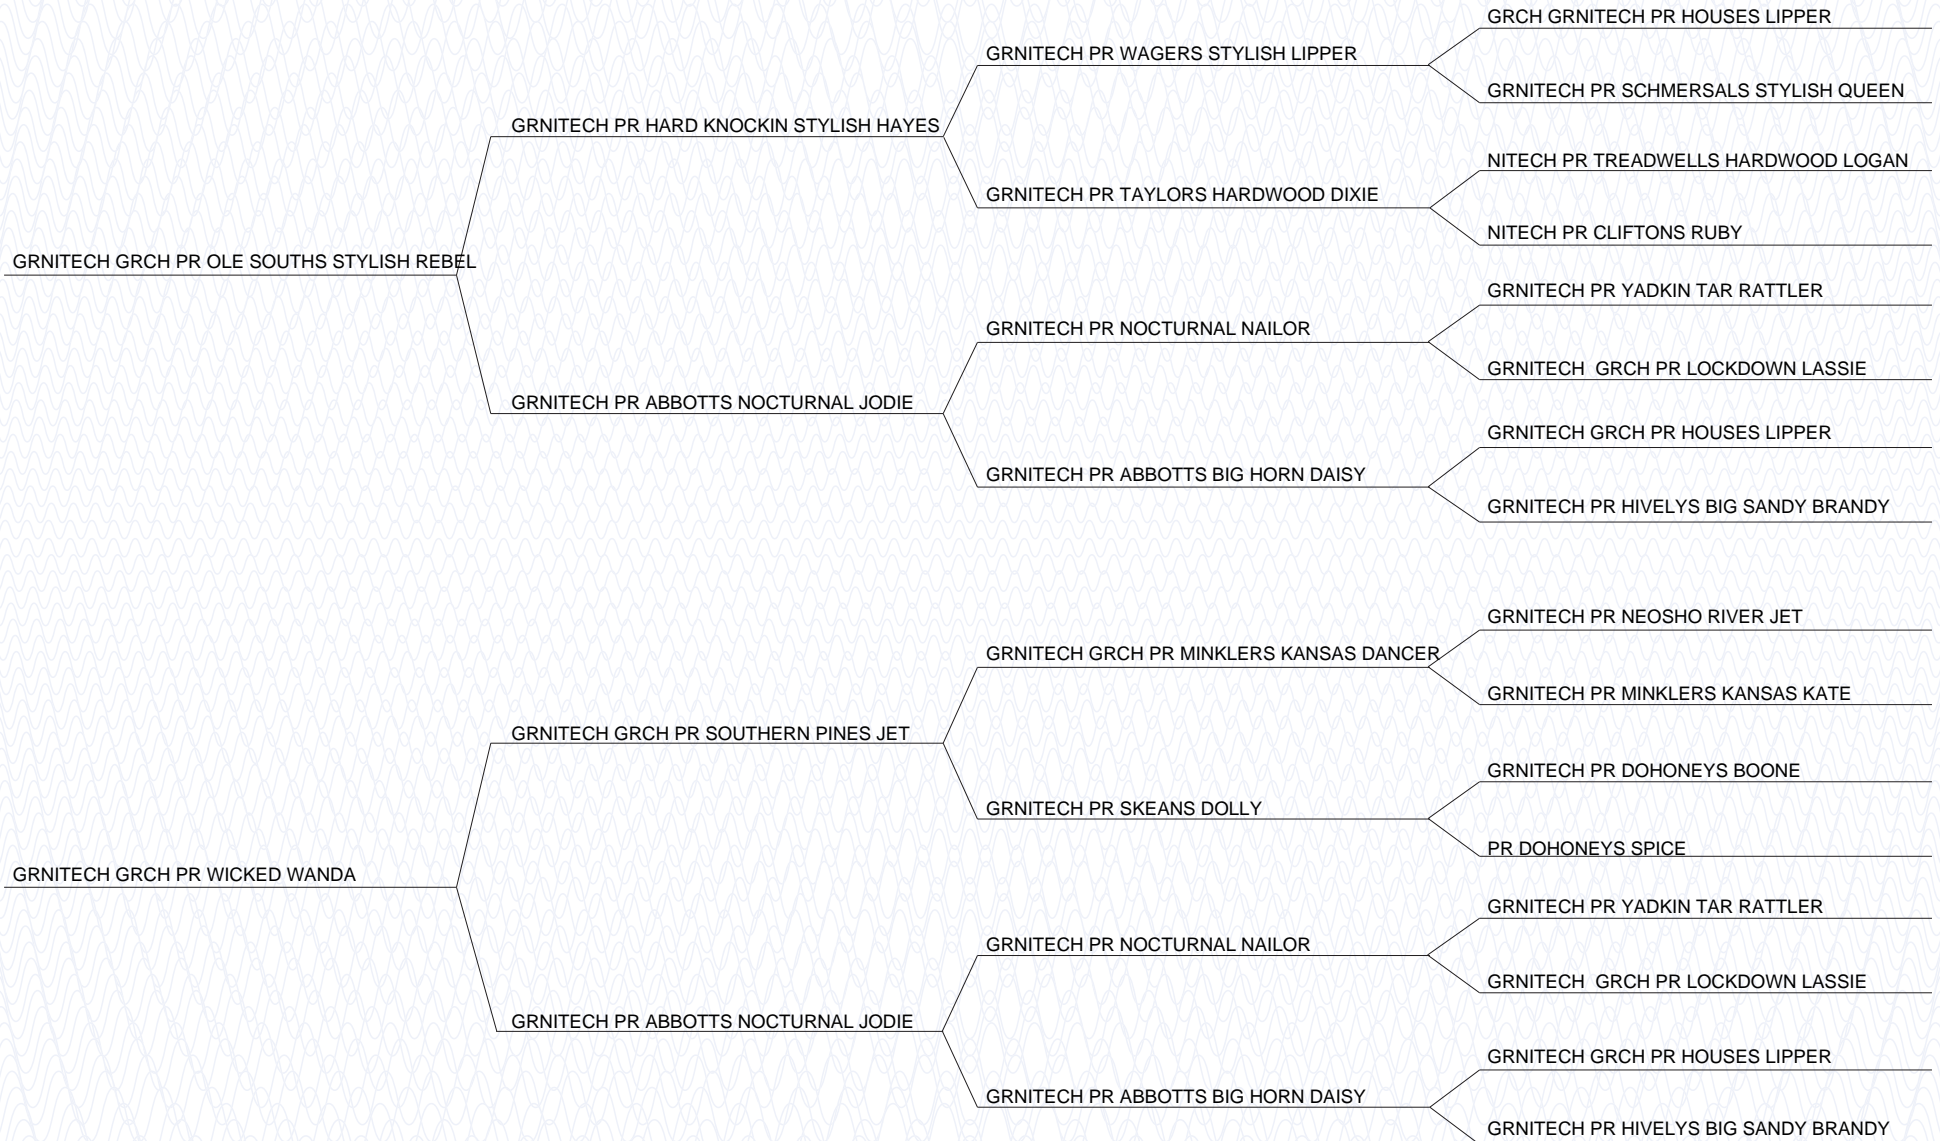 GRCH GRNITECH PR HOUSES LIPPER
GRNITECH PR WAGERS STYLISH LIPPER
GRNITECH PR SCHMERSALS STYLISH QUEEN
GRNITECH PR HARD KNOCKIN STYLISH HAYES
NITECH PR TREADWELLS HARDWOOD LOGAN
GRNITECH PR TAYLORS HARDWOOD DIXIE
NITECH PR CLIFTONS RUBY
GRNITECH GRCH PR OLE SOUTHS STYLISH REBEL
GRNITECH PR YADKIN TAR RATTLER
GRNITECH PR NOCTURNAL NAILOR
GRNITECH  GRCH PR LOCKDOWN LASSIE
GRNITECH PR ABBOTTS NOCTURNAL JODIE
GRNITECH GRCH PR HOUSES LIPPER
GRNITECH PR ABBOTTS BIG HORN DAISY
GRNITECH PR HIVELYS BIG SANDY BRANDY
GRNITECH PR NEOSHO RIVER JET
GRNITECH GRCH PR MINKLERS KANSAS DANCER
GRNITECH PR MINKLERS KANSAS KATE
GRNITECH GRCH PR SOUTHERN PINES JET
GRNITECH PR DOHONEYS BOONE
GRNITECH PR SKEANS DOLLY
PR DOHONEYS SPICE
GRNITECH GRCH PR WICKED WANDA
GRNITECH PR YADKIN TAR RATTLER
GRNITECH PR NOCTURNAL NAILOR
GRNITECH  GRCH PR LOCKDOWN LASSIE
GRNITECH PR ABBOTTS NOCTURNAL JODIE
GRNITECH GRCH PR HOUSES LIPPER
GRNITECH PR ABBOTTS BIG HORN DAISY
GRNITECH PR HIVELYS BIG SANDY BRANDY